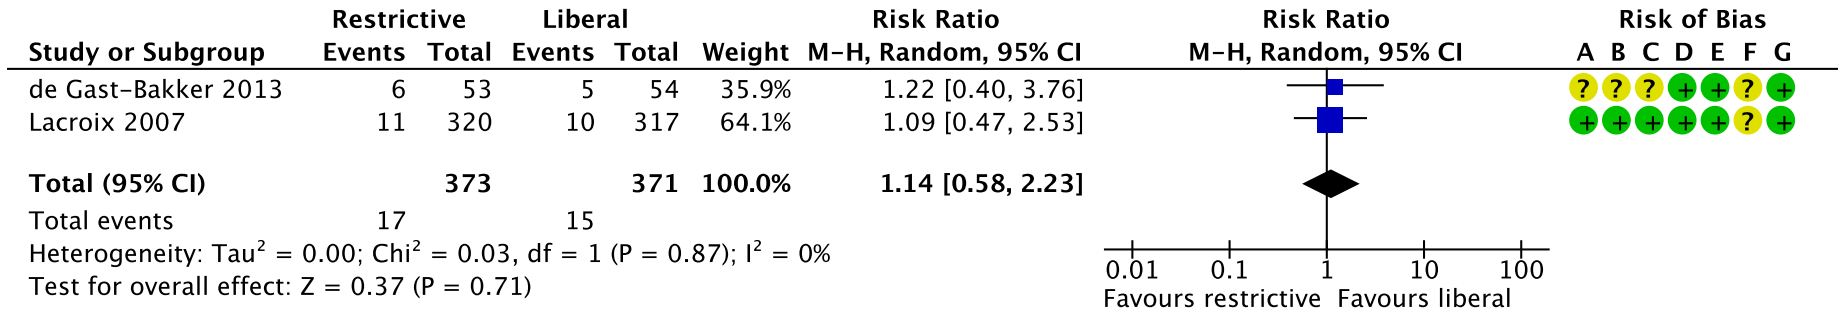 Restrictive Liberal Risk Ratio Risk Ratio Risk of Bias
Study or Subgroup Events Total Events Total Weight M-H, Random, 95% CI M-H, Random, 95% CI A B C D E F G
de Gast-Bakker 2013 6 53 5 54 35.9% 1.22 [0.40, 3.76] ? ? ? + + ? +
Lacroix 2007 11 320 10 317 64.1% 1.09 [0.47, 2.53] + + + + + ? +
Total (95% CI) 373 371 100.0% 1.14 [0.58, 2.23]
Total events 17 15
Heterogeneity: Tau² = 0.00; Chi² = 0.03, df = 1 (P = 0.87); I² = 0%
Test for overall effect: Z = 0.37 (P = 0.71)
0.01 0.1 1 10 100
Favours restrictive Favours liberal